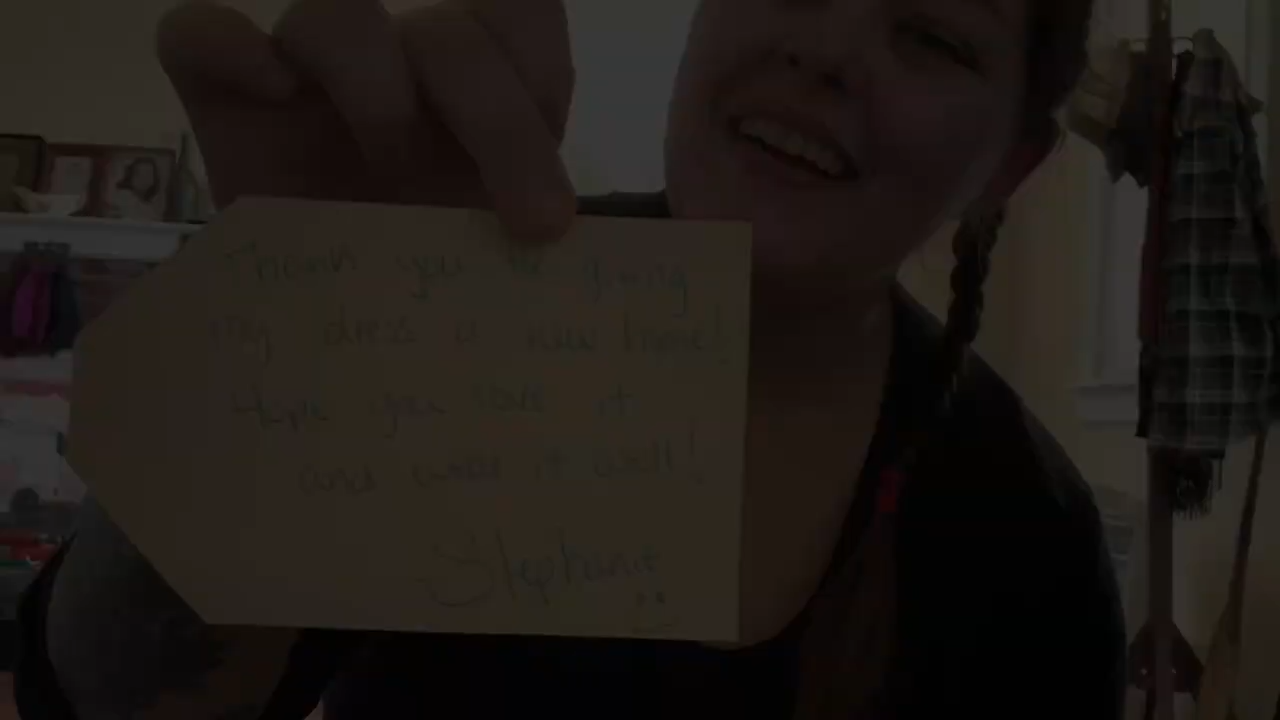 Thank you for giving
my dress a new home!
Hope you love it
and wear it well!
Stephanie